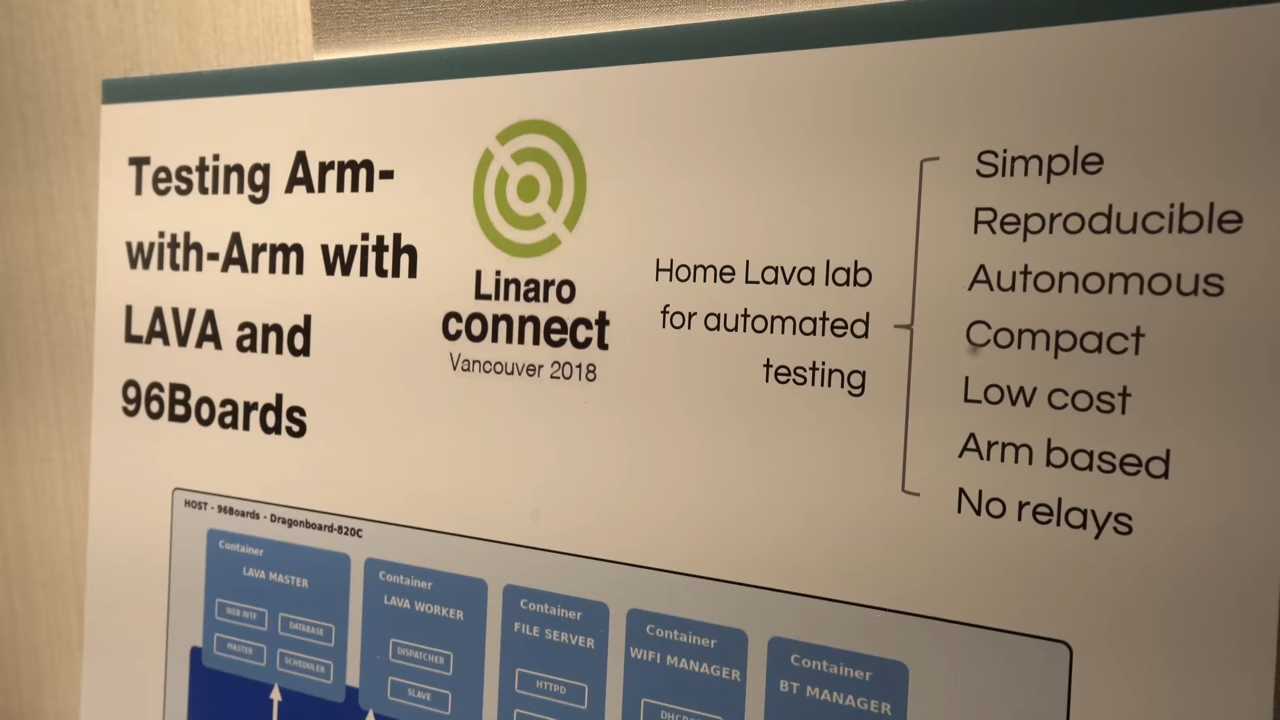 Testing Arm-
with-Arm with
LAVA and
96Boards
Linaro
connect
Vancouver 2018
Home Lava lab
for automated
testing
Simple
Reproducible
Autonomous
Compact
Low cost
Arm based
No relays
HOST - 96Boards - Dragonboard-820C
Container
LAVA MASTER
WEB INTF
DATABASE
MASTER
SCHEDULER
Container
LAVA WORKER
DISPATCHER
SLAVE
Container
FILE SERVER
HTTPD
Container
WIFI MANAGER
Container
BT MANAGER